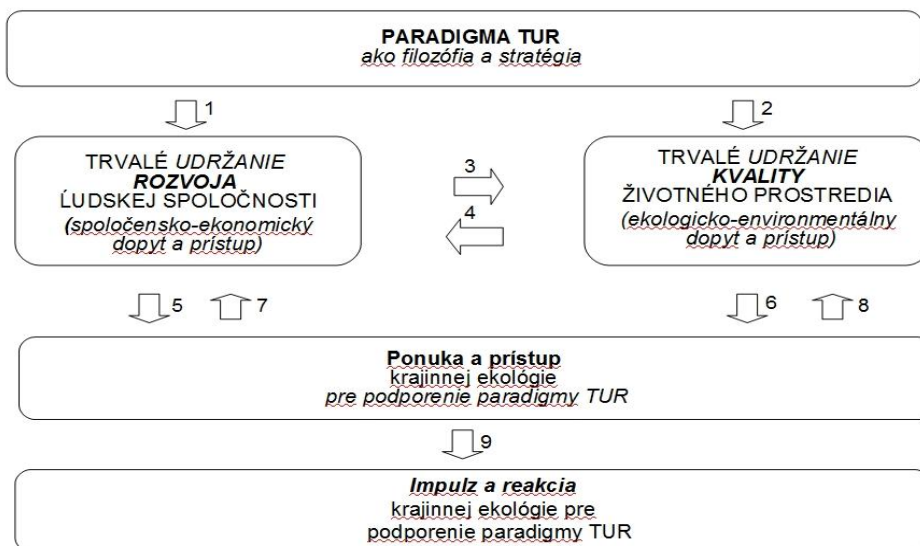 PARADIGMA TUR
ako filozófia a stratégia
1
2
TRVALÉ UDRŽANIE
ROZVOJA
ĹUDSKEJ SPOLOČNOSTI
(spoločensko-ekonomický
dopyt a prístup)
3
4
TRVALÉ UDRŽANIE
KVALITY
ŽIVOTNÉHO PROSTREDIA
(ekologicko-environmentálny
dopyt a prístup)
5
7
6
8
Ponuka a prístup
krajinnej ekológie
pre podporenie paradigmy TUR
9
Impulz a reakcia
krajinnej ekológie pre
podporenie paradigmy TUR